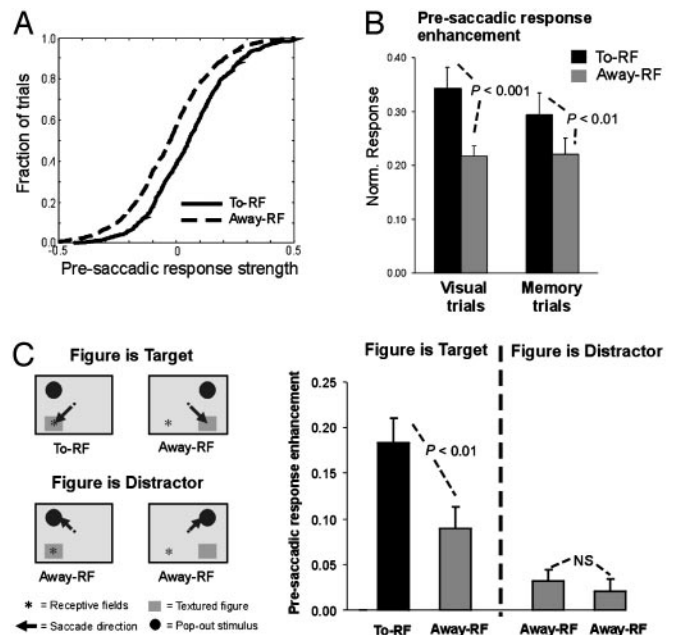 A
1.0
0.8
0.6
0.4
0.2
0.0
Fraction of trials
To-RF
Away-RF
-0.5
0
0.5
Pre-saccadic response strength
B
Pre-saccadic response
enhancement
To-RF
Away-RF
0.40
0.30
0.20
0.10
0.00
Norm. Response
P < 0.001
P < 0.01
Visual
trials
Memory
trials
C
Figure is Target
To-RF
Away-RF
Figure is Distractor
Away-RF
Away-RF
* = Receptive fields
= Textured figure
= Saccade direction
= Pop-out stimulus
Figure is Target
Figure is Distractor
0.25
0.20
0.15
0.10
0.05
0.00
Pre-saccadic response enhancement
P < 0.01
NS
To-RF
Away-RF
Away-RF
Away-RF